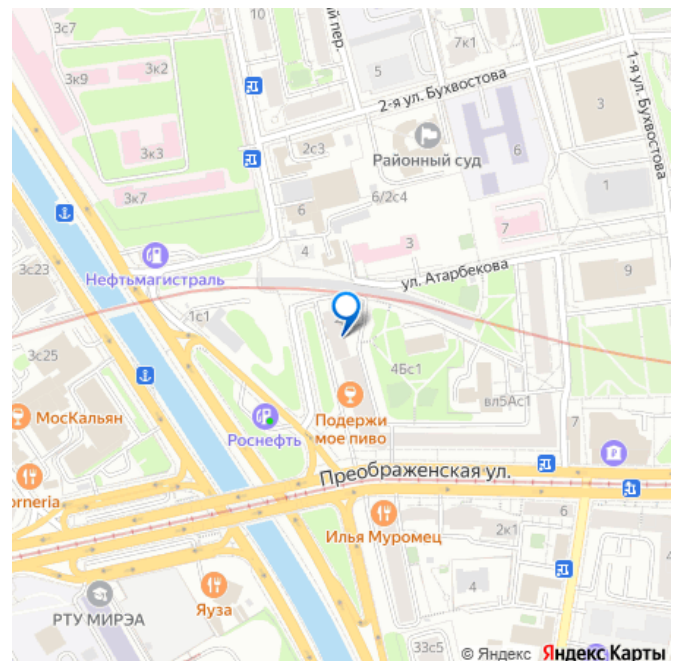 3с7
10
ий пер.
7к1
3к9
3к2
5
2-я ул. Бухвостова
1-я ул. Бухвостова
3
2с3
Районный суд
6
3к3
3к7
6/2с4
1
6
7
4
3
3с23
Нефтьмагистраль
ул. Атарбекова
9
1с1
3с25
4Бс1
вл5Ас1
МосКальян
Подержи
мое пиво
Роснефть
7
Преображенская ул.
orneria
6
Илья Муромец
2к1
4
Яуза
РТУ МИРЭА
33с5
© Яндекс Яндекс Карты